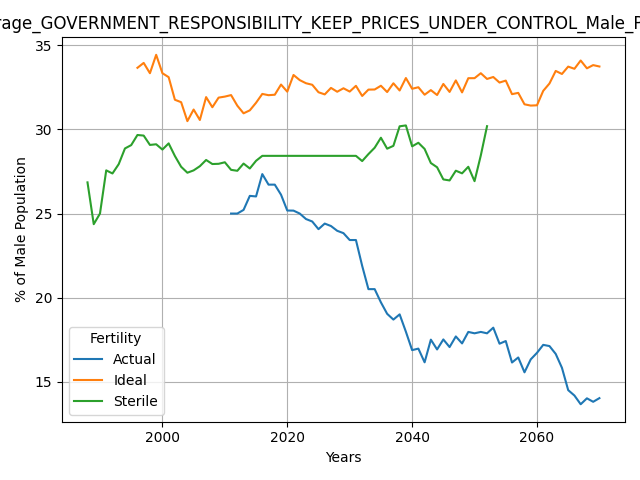 rage_GOVERNMENT_RESPONSIBILITY_KEEP_PRICES_UNDER_CONTROL_Male_F
35
30
25
20
15
% of Male Population
Fertility
Actual
Ideal
Sterile
2000 2020 2040 2060
Years